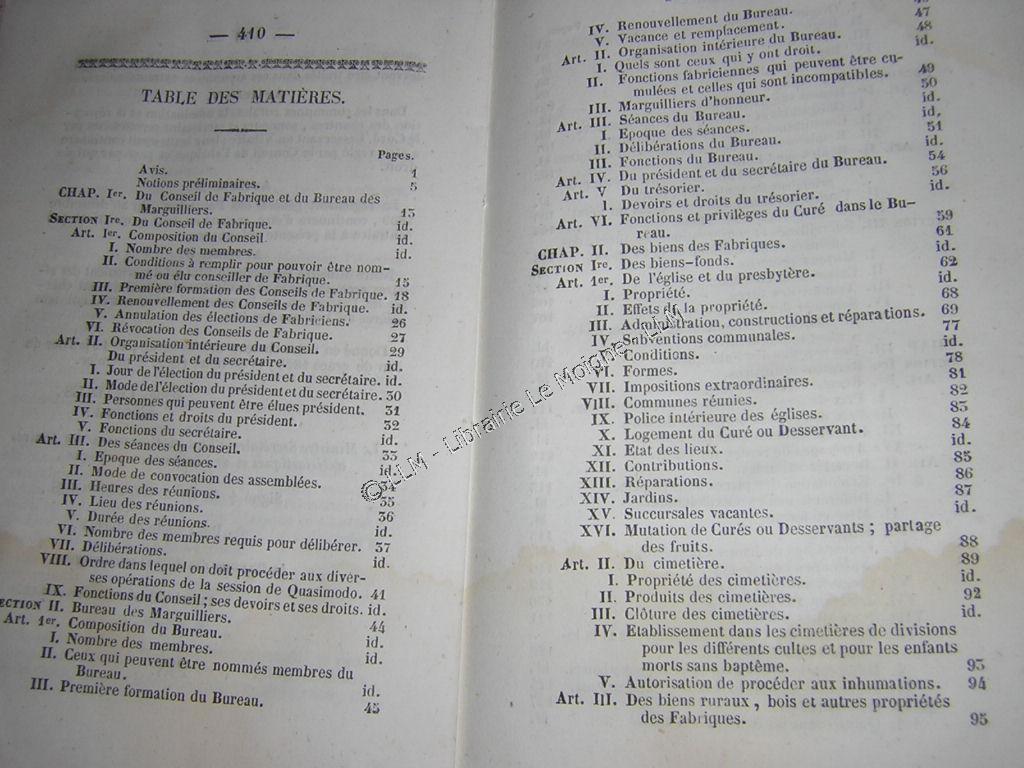 — 410 —
TABLE DES MATIÈRES.
Pages.
Avis. 1
Notions préliminaires. 5
CHAP. Ier. Du Conseil de Fabrique et du Bureau des
Marguilliers. 13
SECTION Ire. Du Conseil de Fabrique. id.
Art. 1er. Composition du Conseil. id.
I. Nombre des membres. id.
II. Conditions à remplir pour pouvoir être nom-
mé ou élu conseiller de Fabrique. 15
III. Première formation des Conseils de Fabrique. 18
IV. Renouvellement des Conseils de Fabrique. id.
V. Annulation des élections de Fabriciens. 26
VI. Révocation des Conseils de Fabrique. 27
Art. II. Organisation intérieure du Conseil. 29
Du président et du secrétaire. id.
I. Jour de l'élection du président et du secrétaire. id.
II. Mode de l'élection du président et du secrétaire. 30
III. Personnes qui peuvent être élues président. 31
IV. Fonctions et droits du président. 32
V. Fonctions du secrétaire. id.
Art. III. Des séances du Conseil. 33
I. Epoque des séances. id.
II. Mode de convocation des assemblées. 34
III. Heures des réunions. 35
IV. Lieu des réunions. 36
V. Durée des réunions. id.
VI. Nombre des membres requis pour délibérer. 37
VII. Délibérations. id.
VIII. Ordre dans lequel on doit procéder aux diver-
ses opérations de la session de Quasimodo. 41
IX. Fonctions du Conseil; ses devoirs et ses droits. id.
ECTION II. Bureau des Marguilliers. 44
Art. 1er. Composition du Bureau. id.
I. Nombre des membres. id.
II. Ceux qui peuvent être nommés membres du
Bureau. id.
III. Première formation du Bureau. 45
IV. Renouvellement du Bureau. 47
V. Vacance et remplacement. 48
Art. II. Organisation intérieure du Bureau. id.
I. Quels sont ceux qui y ont droit.
II. Fonctions fabriciennes qui peuvent être cu-
mulées et celles qui sont incompatibles. 49
III. Marguilliers d'honneur. 50
Art. III. Séances du Bureau. id.
I. Epoque des séances. id.
II. Délibérations du Bureau. 51
III. Fonctions du Bureau.
Art. IV. Du président et du secrétaire du Bureau. 54
Art. V Du trésorier. 56
I. Devoirs et droits du trésorier. id.
Art. VI. Fonctions et privilèges du Curé dans le Bu-
reau. 59
CHAP. II. Des biens des Fabriques. 61
SECTION Ire. Des biens-fonds. id.
Art. 1er. De l'église et du presbytère. 62
I. Propriété. id.
II. Effets de la propriété. 68
III. Administration, constructions et réparations. 69
IV. Subventions communales. 77
V. Conditions. id.
VI. Formes. 78
VII. Impositions extraordinaires. 81
VIII. Communes réunies. 82
IX. Police intérieure des églises. 83
X. Logement du Curé ou Desservant. 84
XI. Etat des lieux. id.
XII. Contributions. 85
XIII. Réparations. 86
XIV. Jardins. 87
XV. Succursales vacantes. id.
XVI. Mutation de Curés ou Desservants ; partage
des fruits. 88
Art. II. Du cimetière. 89
I. Propriété des cimetières. id.
II. Produits des cimetières. 92
III. Clôture des cimetières. id.
IV. Etablissement dans les cimetières de divisions
pour les différents cultes et pour les enfants
morts sans baptême. 93
V. Autorisation de procéder aux inhumations. 94
Art. III. Des biens ruraux, bois et autres propriétés
des Fabriques. 95
© LLM - Librairie Le Moigne - LLM